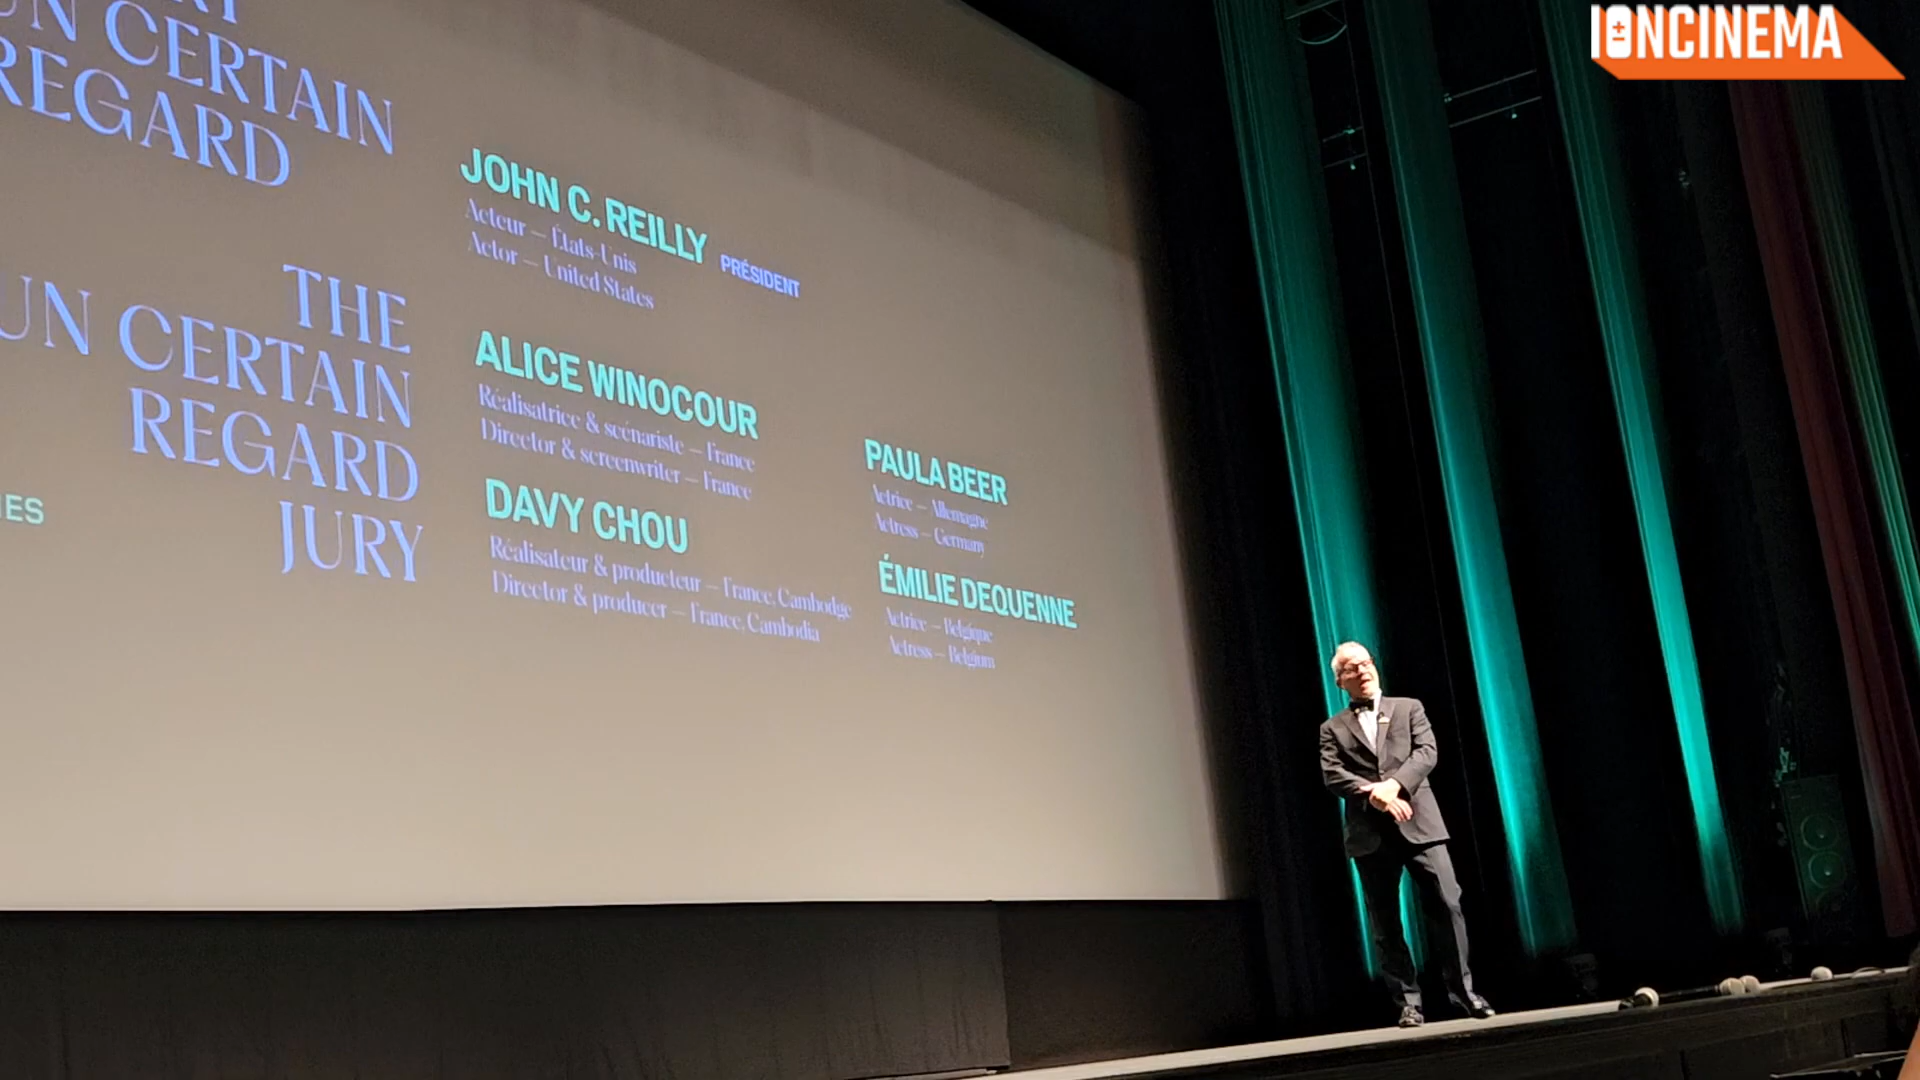 UN CERTAIN
REGARD
THE
UN CERTAIN
REGARD
JURY
JOHN C. REILLY PRÉSIDENT
Acteur – États-Unis
Actor – United States
ALICE WINOCOUR
Réalisatrice & scénariste – France
Director & screenwriter – France
DAVY CHOU
Réalisateur & producteur – France, Cambodge
Director & producer – France, Cambodia
PAULA BEER
Actrice – Allemagne
Actress – Germany
ÉMILIE DEQUENNE
Actrice – Belgique
Actress – Belgium
IONCINEMA